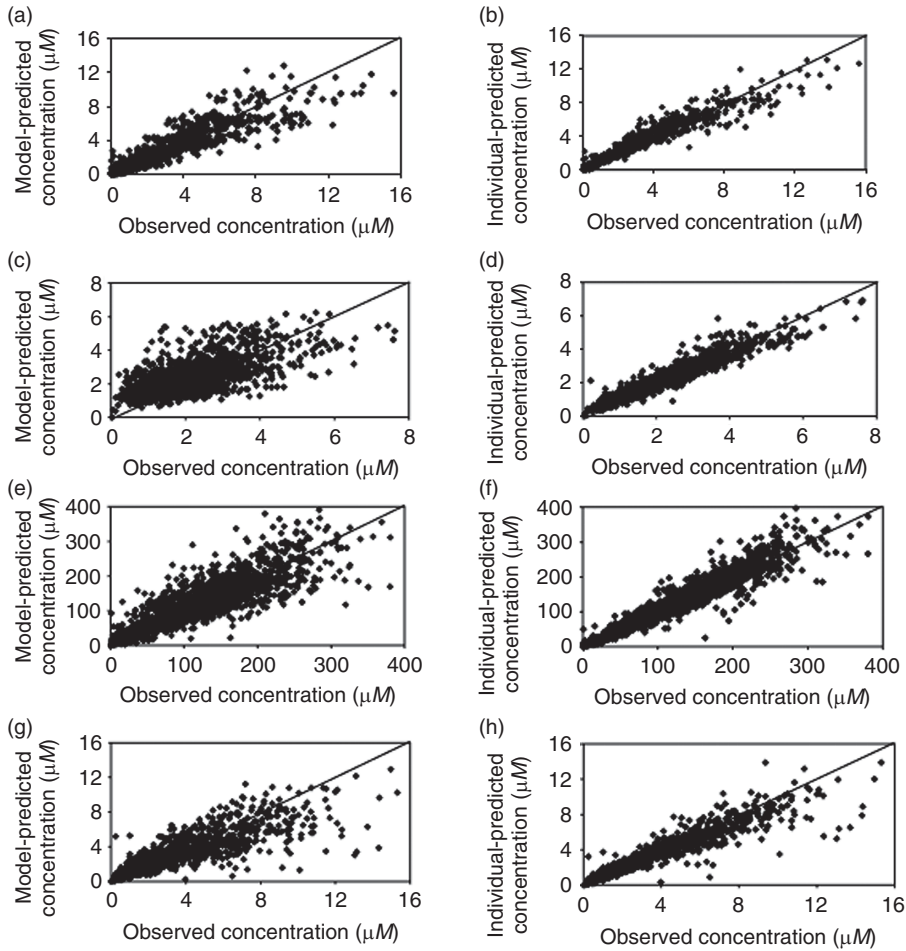 (a)
Model-predicted
concentration (μM)
16
12
8
4
0
4
8
12
16
Observed concentration (μM)
(b)
Individual-predicted
concentration (μM)
16
12
8
4
0
0
4
8
12
16
Observed concentration (μM)
(c)
Model-predicted
concentration (μM)
8
6
4
2
0
0
2
4
6
8
Observed concentration (μM)
(d)
Individual-predicted
concentration (μM)
8
6
4
2
0
0
2
4
6
8
Observed concentration (μM)
(e)
Model-predicted
concentration (μM)
400
300
200
100
0
0
100
200
300
400
Observed concentration (μM)
(f)
Individual-predicted
concentration (μM)
400
300
200
100
0
0
100
200
300
400
Observed concentration (μM)
(g)
Model-predicted
concentration (μM)
16
12
8
4
0
0
4
8
12
16
Observed concentration (μM)
(h)
Individual-predicted
concentration (μM)
16
12
8
4
0
0
4
8
12
16
Observed concentration (μM)